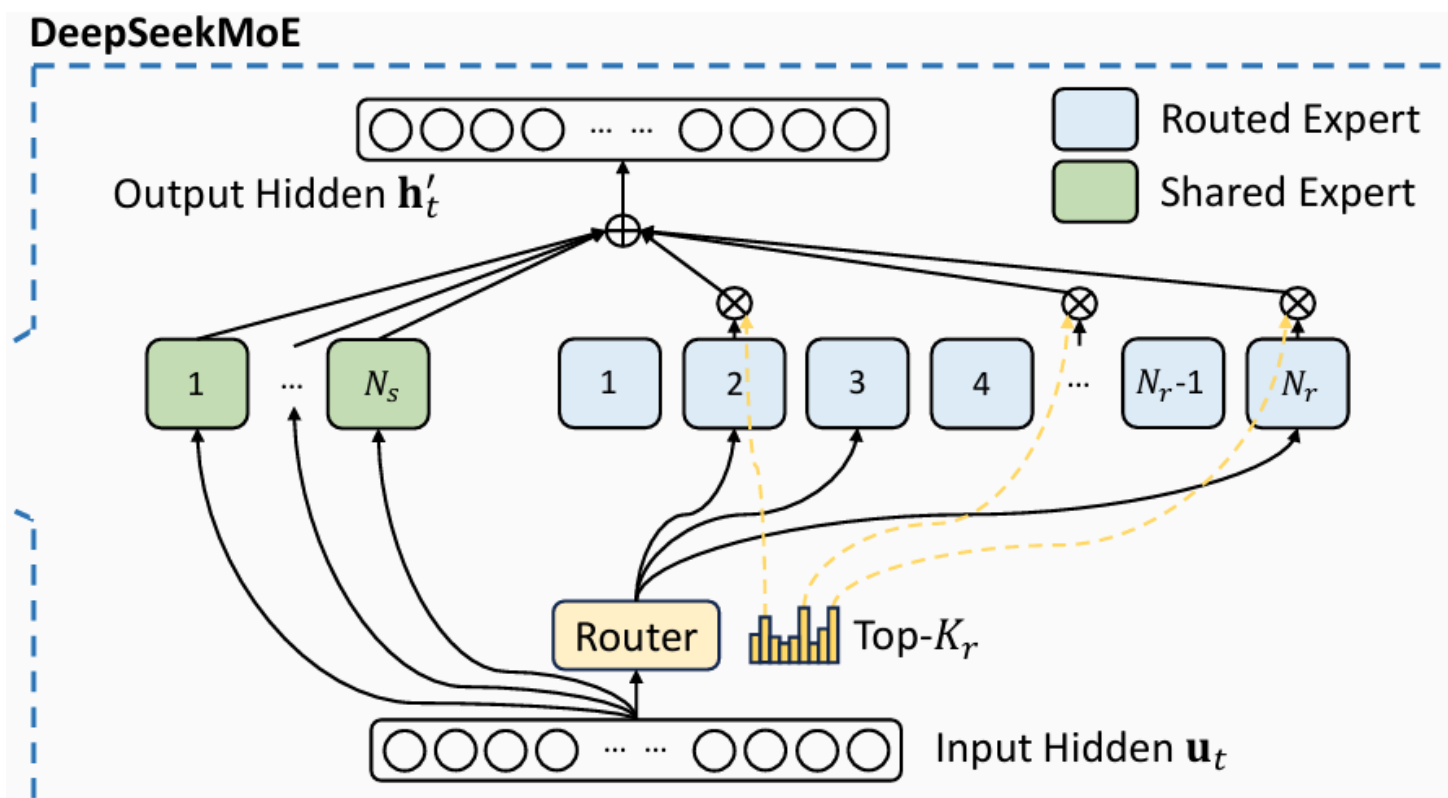 DeepSeekMoE
... ...
Routed Expert
Output Hidden h′ₜ
Shared Expert
1 ... Nₛ 1 2 3 4 ... Nᵣ-1 Nᵣ
Router
Top-Kᵣ
... ...
Input Hidden uₜ